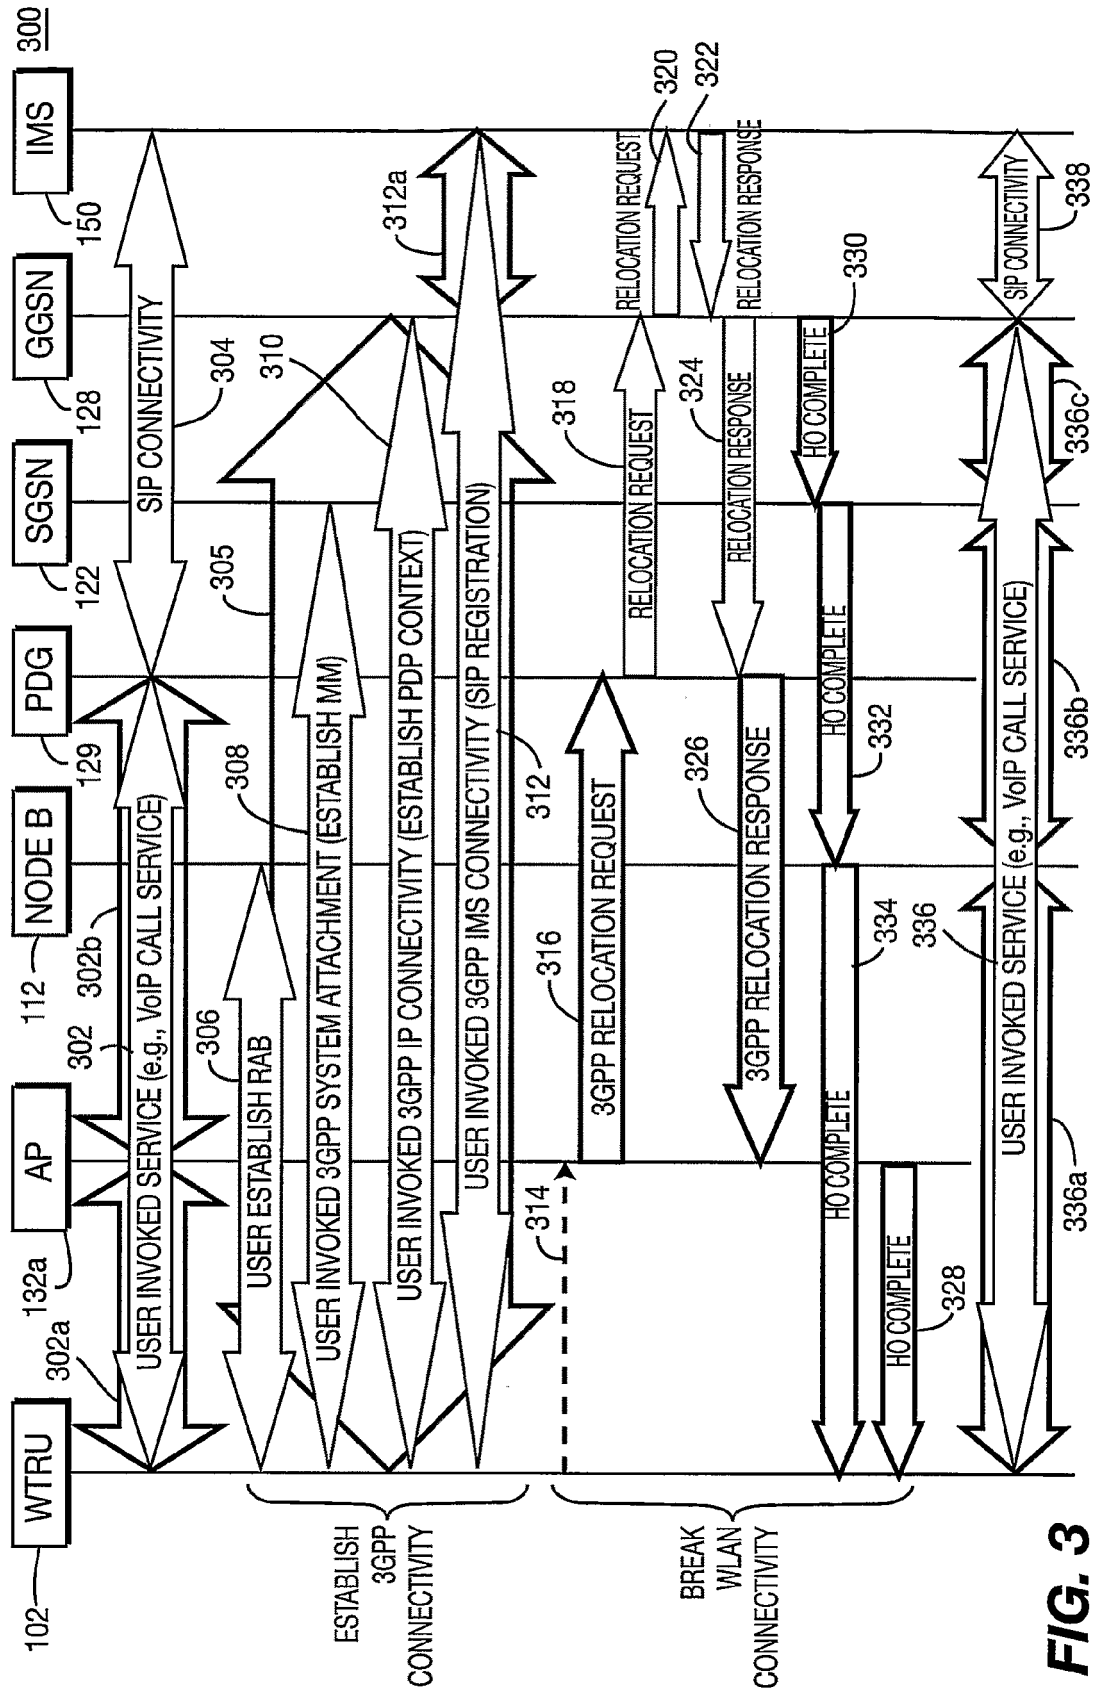 300
WTRU
AP
NODE B
PDG
SGSN
GGSN
IMS
102
132a
112
129
122
128
150
302a
302
302b
USER INVOKED SERVICE (e.g., VoIP CALL SERVICE)
SIP CONNECTIVITY
304
305
306
USER ESTABLISH RAB
308
USER INVOKED 3GPP SYSTEM ATTACHMENT (ESTABLISH MM)
310
USER INVOKED 3GPP IP CONNECTIVITY (ESTABLISH PDP CONTEXT)
312a
USER INVOKED 3GPP IMS CONNECTIVITY (SIP REGISTRATION)
312
ESTABLISH
3GPP
CONNECTIVITY
314
316
3GPP RELOCATION REQUEST
318
RELOCATION REQUEST
RELOCATION REQUEST
320
322
RELOCATION RESPONSE
324
RELOCATION RESPONSE
326
3GPP RELOCATION RESPONSE
330
HO COMPLETE
HO COMPLETE
332
HO COMPLETE
334
HO COMPLETE
328
BREAK
WLAN
CONNECTIVITY
336
USER INVOKED SERVICE (e.g., VoIP CALL SERVICE)
SIP CONNECTIVITY
338
336a
336b
336c
FIG. 3